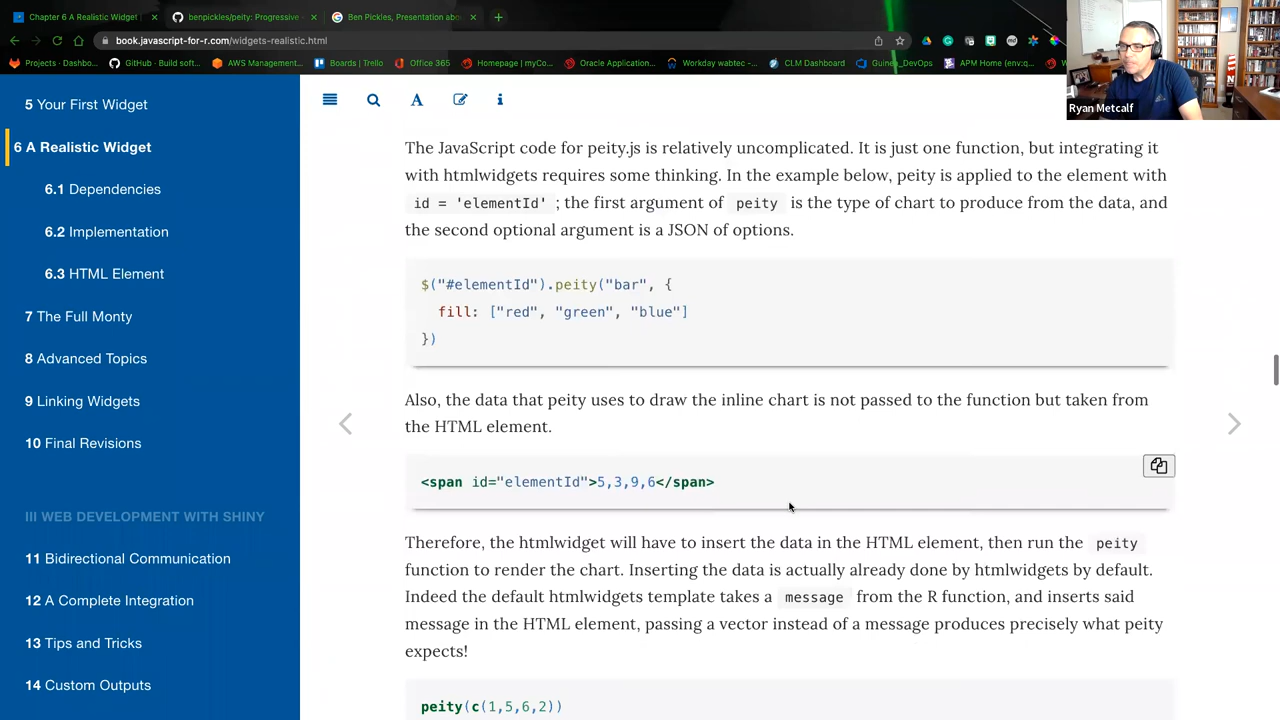 Chapter 6 A Realistic Widget
benpickles/peity: Progressive
Ben Pickles, Presentation abo
book.javascript-for-r.com/widgets-realistic.html
Projects - Dashbo...
GitHub - Build soft...
AWS Management...
Boards | Trello
Office 365
Homepage | myCo...
Oracle Application...
Workday wabtec -...
CLM Dashboard
Guinea_DevOps
APM Home (env:q...
Ryan Metcalf
5 Your First Widget
6 A Realistic Widget
6.1 Dependencies
6.2 Implementation
6.3 HTML Element
7 The Full Monty
8 Advanced Topics
9 Linking Widgets
10 Final Revisions
III WEB DEVELOPMENT WITH SHINY
11 Bidirectional Communication
12 A Complete Integration
13 Tips and Tricks
14 Custom Outputs
The JavaScript code for peity.js is relatively uncomplicated. It is just one function, but integrating it
with htmlwidgets requires some thinking. In the example below, peity is applied to the element with
id = 'elementId' ; the first argument of peity is the type of chart to produce from the data, and
the second optional argument is a JSON of options.
$("#elementId").peity("bar", {
fill: ["red", "green", "blue"]
})
Also, the data that peity uses to draw the inline chart is not passed to the function but taken from
the HTML element.
<span id="elementId">5,3,9,6</span>
Therefore, the htmlwidget will have to insert the data in the HTML element, then run the peity
function to render the chart. Inserting the data is actually already done by htmlwidgets by default.
Indeed the default htmlwidgets template takes a message from the R function, and inserts said
message in the HTML element, passing a vector instead of a message produces precisely what peity
expects!
peity(c(1,5,6,2))